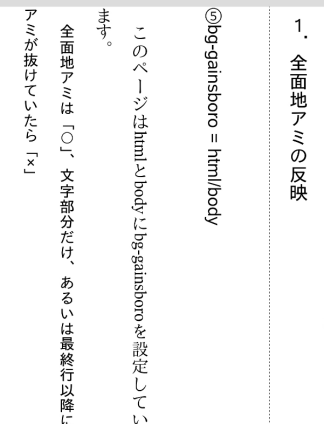 1．全面地アミの反映
⑤bg-gainsboro = html/body
このページはhtmlとbodyにbg-gainsboroを設定してい
ます。
全面地アミは「○」、文字部分だけ、あるいは最終行以降に
アミが抜けていたら「×」